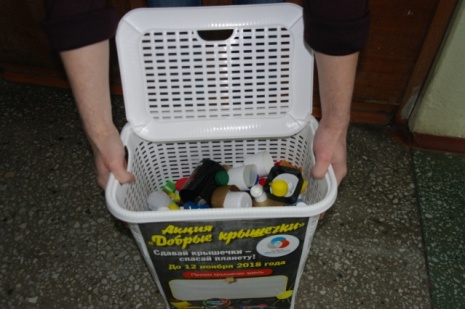 Акция
"Добрые крышечки"
Сдавай крышечки –
спасай планету!
До 12 ноября 2018 года